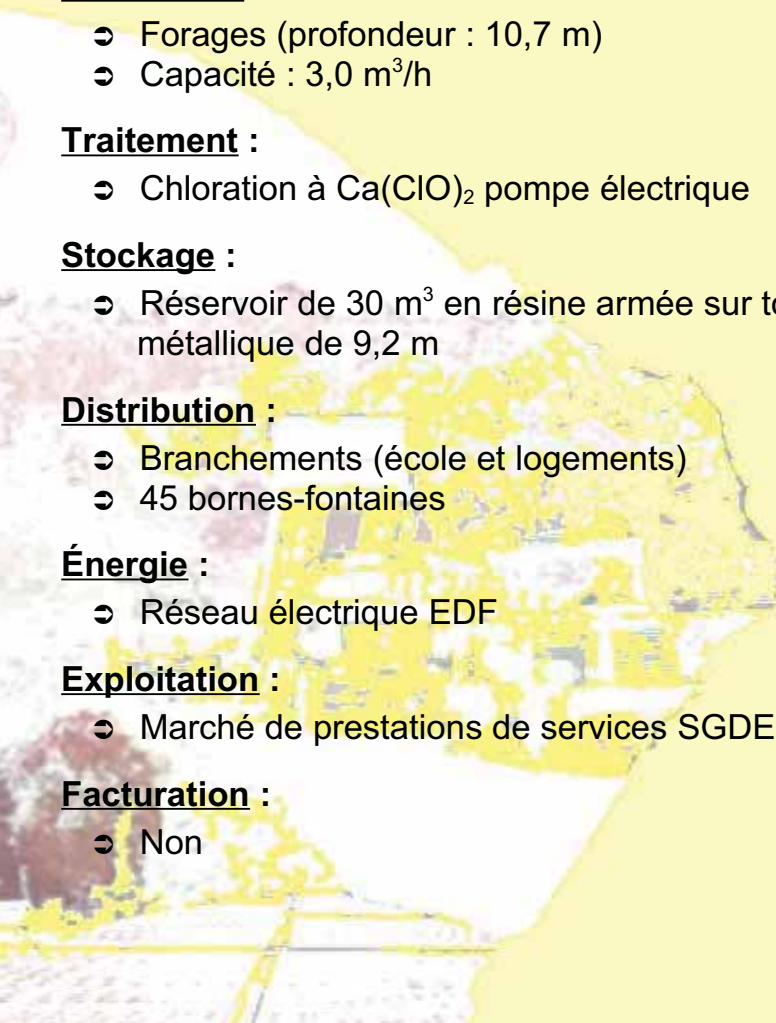 ➲ Forages (profondeur : 10,7 m)
➲ Capacité : 3,0 m³/h
Traitement :
➲ Chloration à Ca(ClO)₂ pompe électrique
Stockage :
➲ Réservoir de 30 m³ en résine armée sur
métallique de 9,2 m
Distribution :
➲ Branchements (école et logements)
➲ 45 bornes-fontaines
Énergie :
➲ Réseau électrique EDF
Exploitation :
➲ Marché de prestations de services SGDE
Facturation :
➲ Non